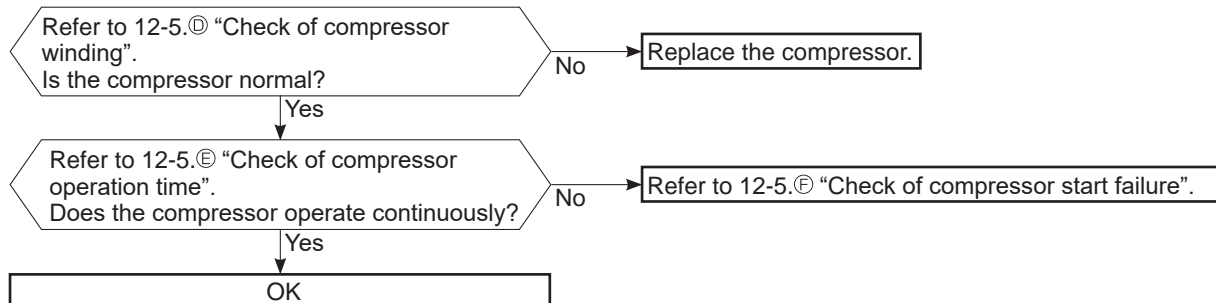 Refer to 12-5.Ⓓ “Check of compressor
winding”.
Is the compressor normal?
No
Replace the compressor.
Yes
Refer to 12-5.Ⓔ “Check of compressor
operation time”.
Does the compressor operate continuously?
No
Refer to 12-5.Ⓕ “Check of compressor start failure”.
Yes
OK